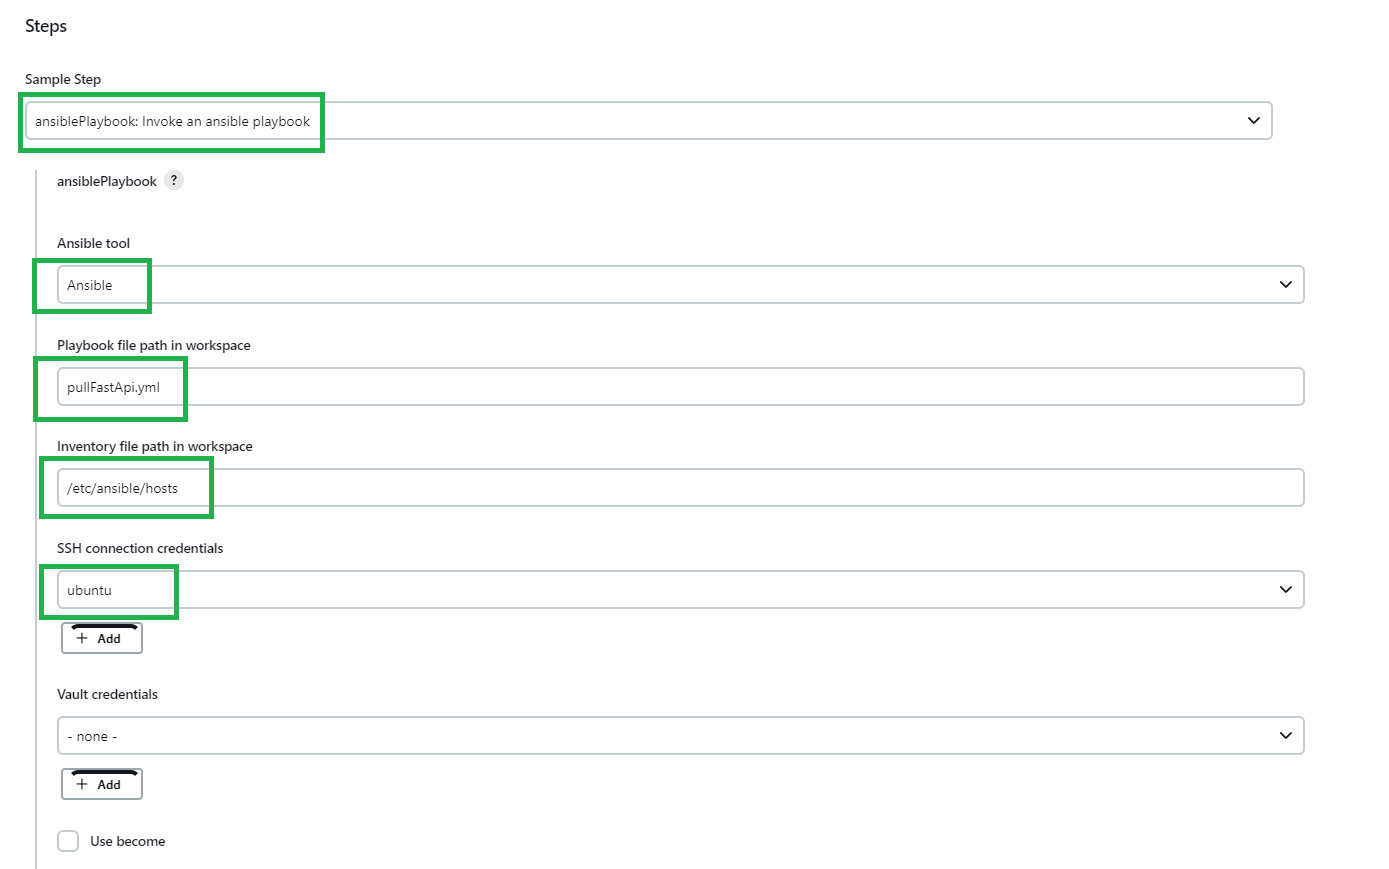 Steps
Sample Step
ansiblePlaybook: Invoke an ansible playbook
ansiblePlaybook ?
Ansible tool
Ansible
Playbook file path in workspace
pullFastApi.yml
Inventory file path in workspace
/etc/ansible/hosts
SSH connection credentials
ubuntu
+ Add
Vault credentials
- none -
+ Add
Use become